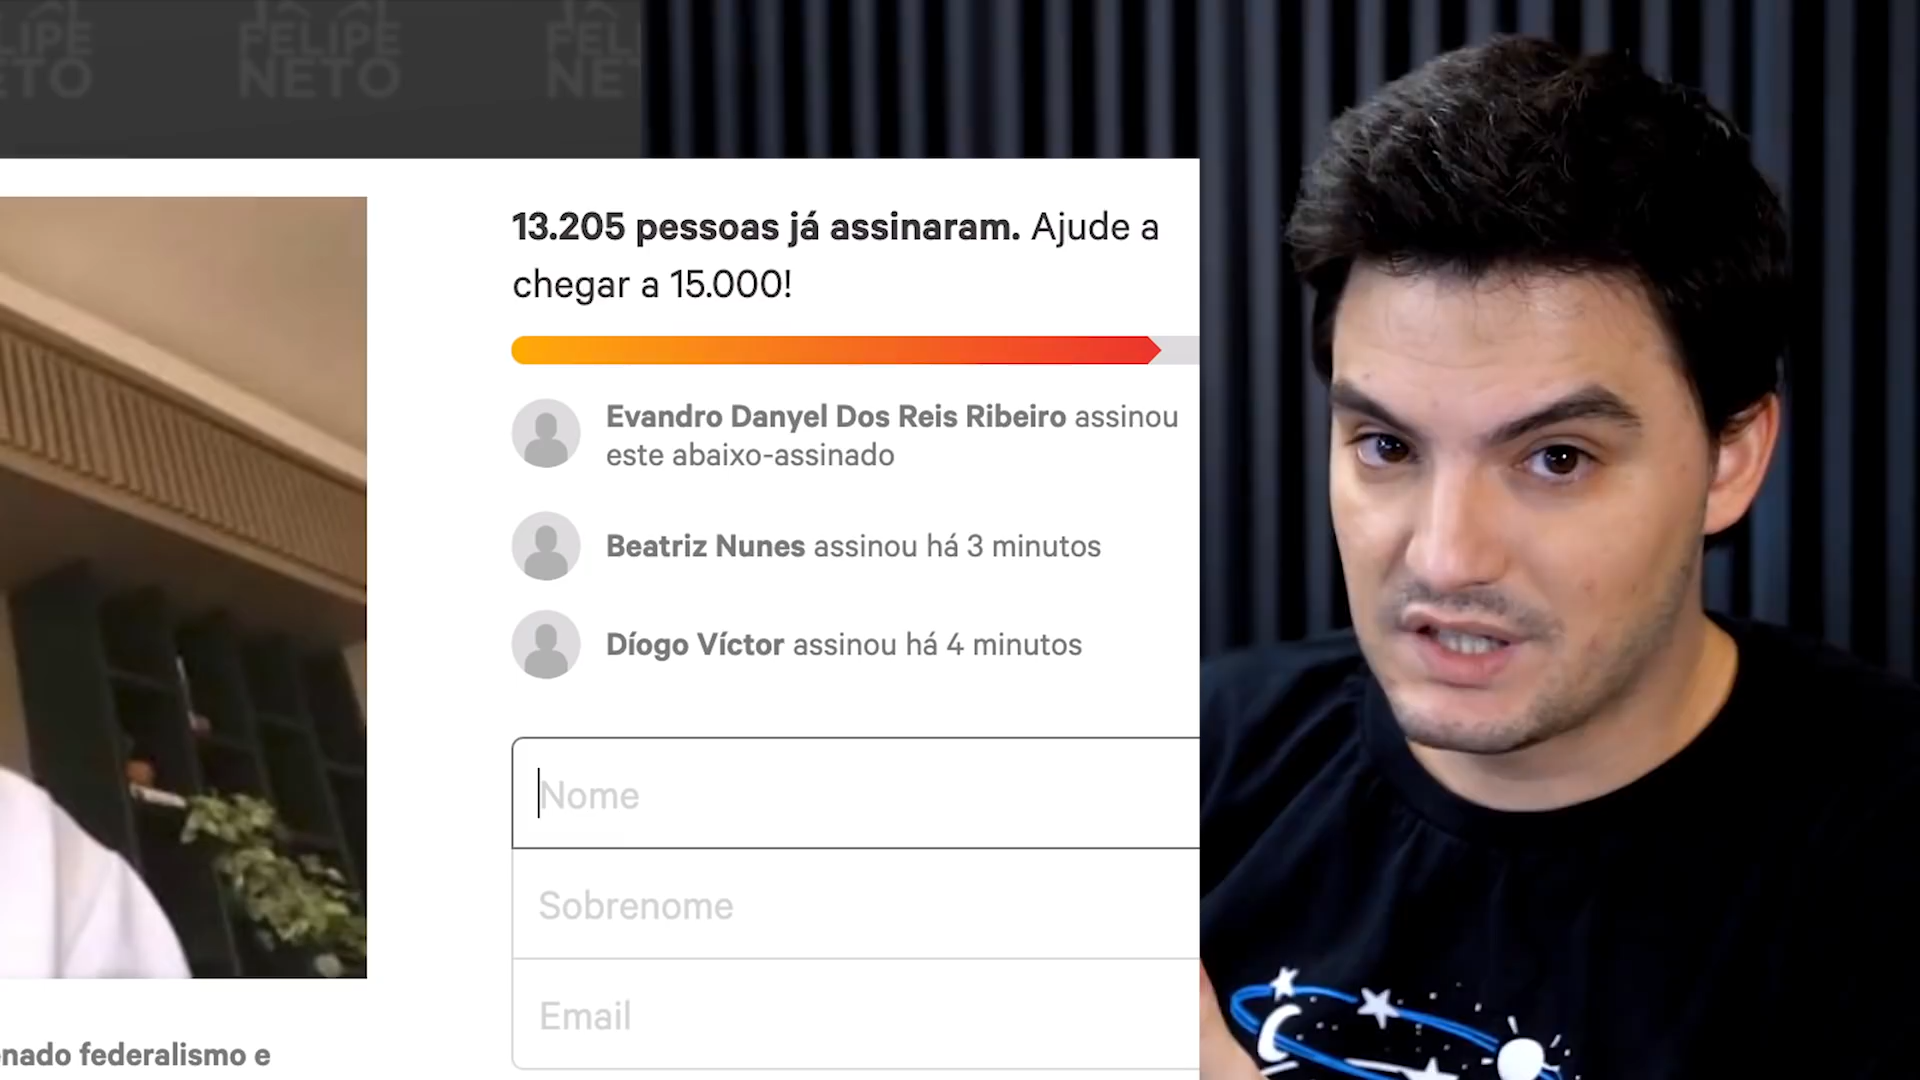 FELIPE
NETO
13.205 pessoas já assinaram. Ajude a
chegar a 15.000!
Evandro Danyel Dos Reis Ribeiro assinou
este abaixo-assinado
Beatriz Nunes assinou há 3 minutos
Díogo Víctor assinou há 4 minutos
Nome
Sobrenome
Email
federalismo e